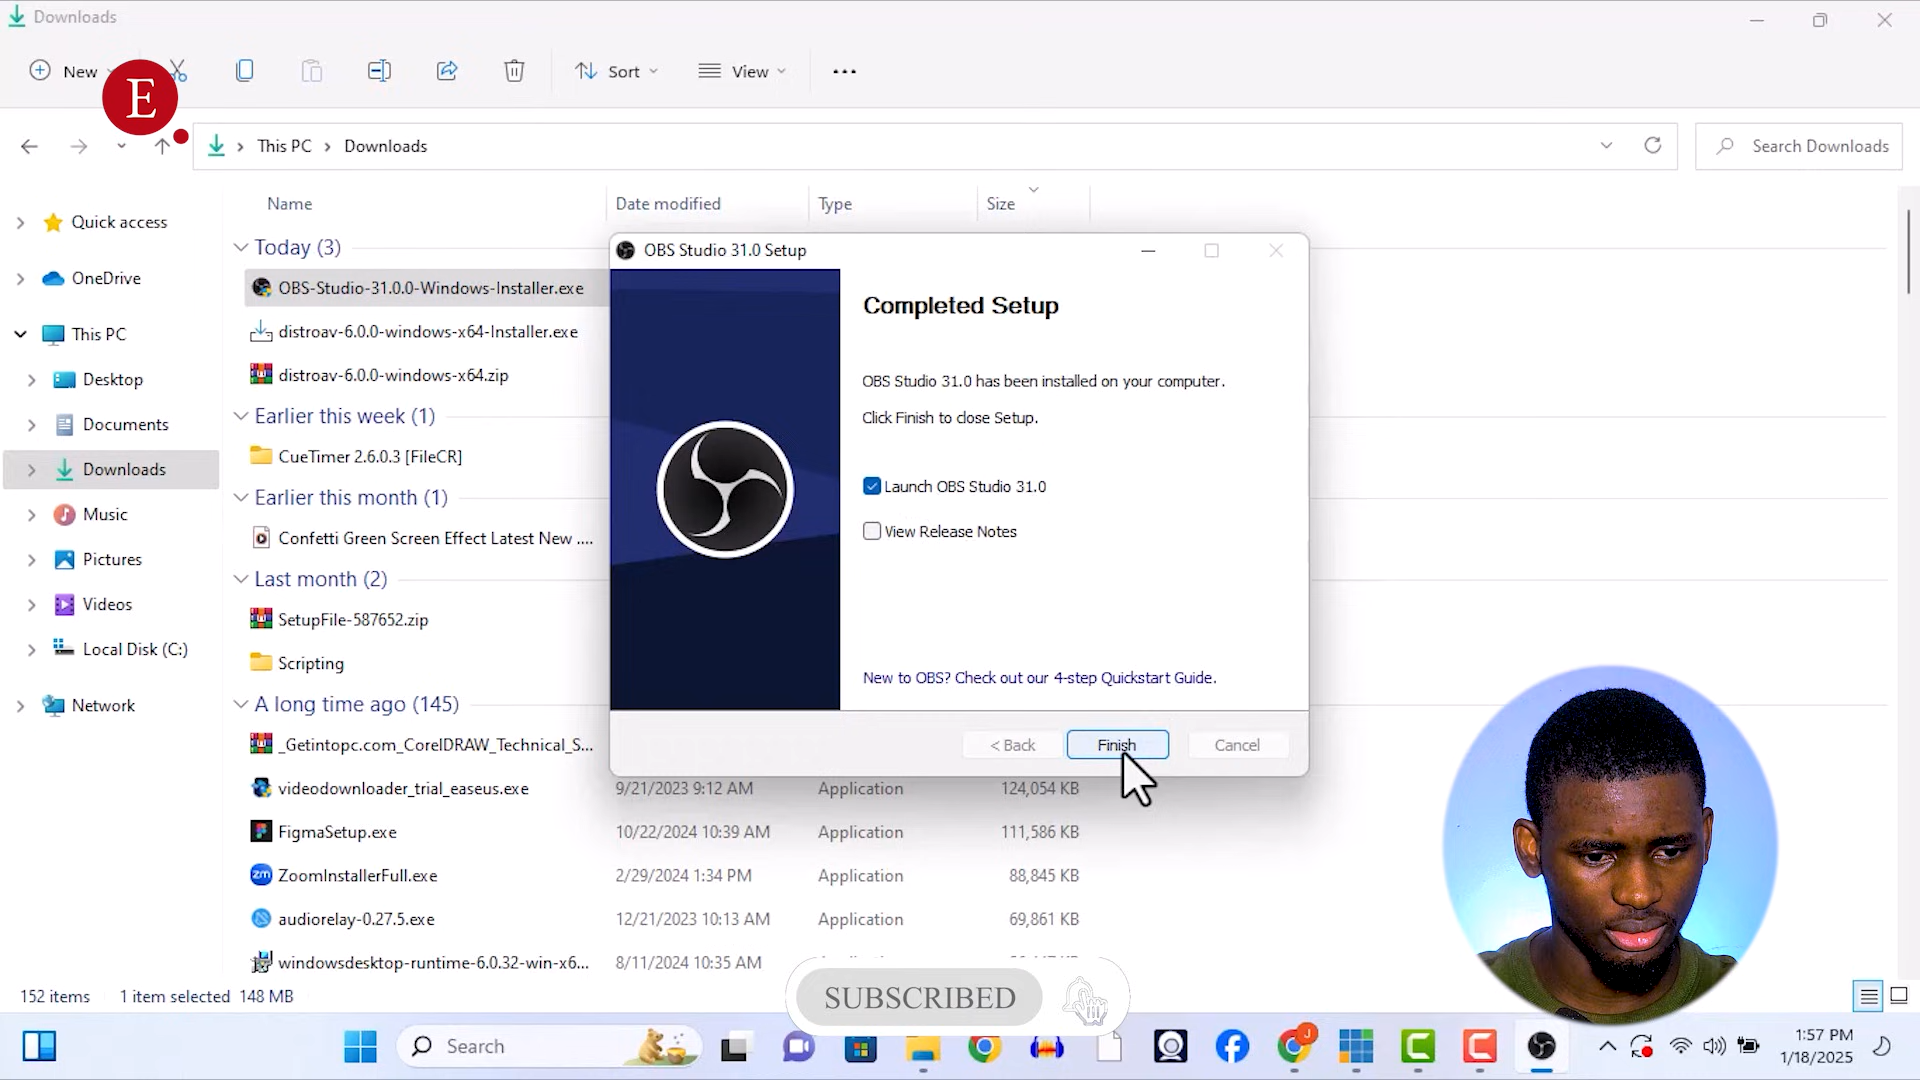 Downloads
New
Sort
View
E
This PC
Downloads
Search Downloads
Name
Date modified
Type
Size
Quick access
OneDrive
This PC
Desktop
Documents
Downloads
Music
Pictures
Videos
Local Disk (C:)
Network
Today (3)
OBS-Studio-31.0.0-Windows-Installer.exe
distroav-6.0.0-windows-x64-Installer.exe
distroav-6.0.0-windows-x64.zip
Earlier this week (1)
CueTimer 2.6.0.3 [FileCR]
Earlier this month (1)
Confetti Green Screen Effect Latest New ....
Last month (2)
SetupFile-587652.zip
Scripting
A long time ago (145)
_Getintopc.com_CorelDRAW_Technical_S...
videodownloader_trial_easeus.exe 9/21/2023 9:12 AM Application 124,054 KB
FigmaSetup.exe 10/22/2024 10:39 AM Application 111,586 KB
zm ZoomInstallerFull.exe 2/29/2024 1:34 PM Application 88,845 KB
audiorelay-0.27.5.exe 12/21/2023 10:13 AM Application 69,861 KB
windowsdesktop-runtime-6.0.32-win-x6... 8/11/2024 10:35 AM
OBS Studio 31.0 Setup
Completed Setup
OBS Studio 31.0 has been installed on your computer.
Click Finish to close Setup.
Launch OBS Studio 31.0
View Release Notes
New to OBS? Check out our 4-step Quickstart Guide.
< Back
Finish
Cancel
152 items 1 item selected 148 MB
SUBSCRIBED
Search
J
1:57 PM
1/18/2025